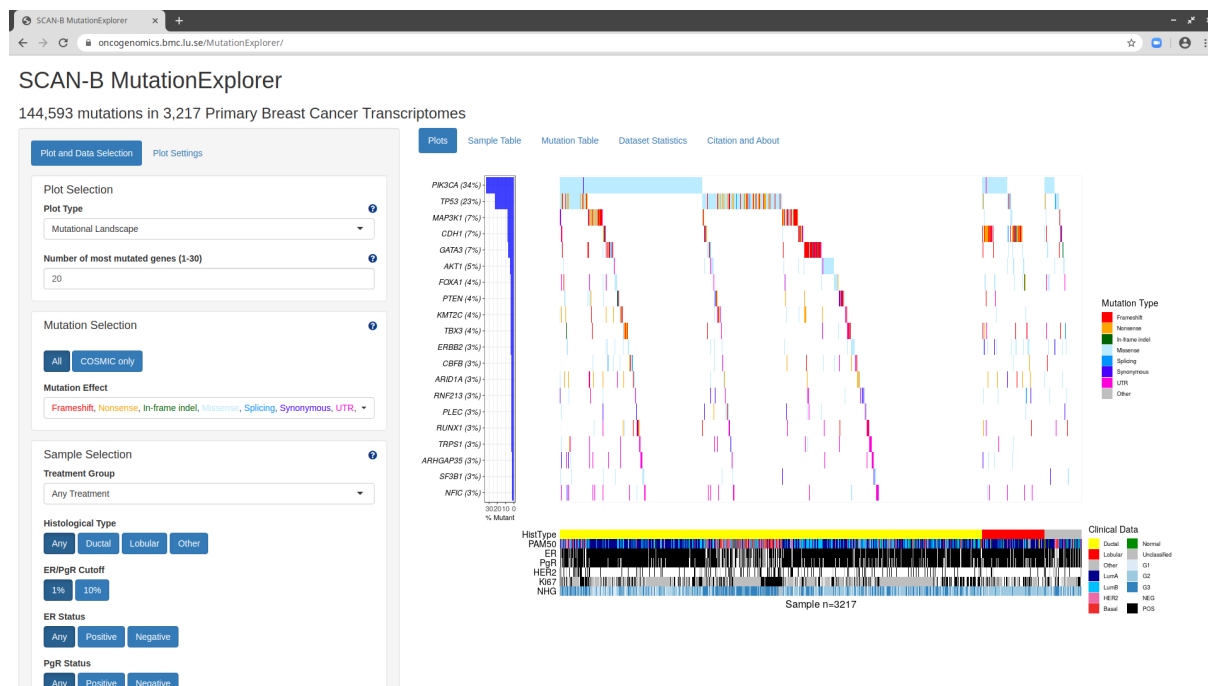 SCAN-B MutationExplorer
oncogenomics.bmc.lu.se/MutationExplorer/
SCAN-B MutationExplorer
144,593 mutations in 3,217 Primary Breast Cancer Transcriptomes
Plot and Data Selection
Plot Settings
Plot Selection
Plot Type
Mutational Landscape
Number of most mutated genes (1-30)
20
Mutation Selection
All
COSMIC only
Mutation Effect
Frameshift, Nonsense, In-frame indel, Missense, Splicing, Synonymous, UTR,
Sample Selection
Treatment Group
Any Treatment
Histological Type
Any
Ductal
Lobular
Other
ER/PgR Cutoff
1%
10%
ER Status
Any
Positive
Negative
PgR Status
Any
Positive
Negative
Plots
Sample Table
Mutation Table
Dataset Statistics
Citation and About
PIK3CA (34%)
TP53 (23%)
MAP3K1 (7%)
CDH1 (7%)
GATA3 (7%)
AKT1 (5%)
FOXA1 (4%)
PTEN (4%)
KMT2C (4%)
TBX3 (4%)
ERBB2 (3%)
CBFB (3%)
ARID1A (3%)
RNF213 (3%)
PLEC (3%)
RUNX1 (3%)
TRPS1 (3%)
ARHGAP35 (3%)
SF3B1 (3%)
NFIC (3%)
302010 0
% Mutant
Mutation Type
Frameshift
Nonsense
In-frame indel
Missense
Splicing
Synonymous
UTR
Other
HistType
PAM50
ER
PgR
HER2
Ki67
NHG
Sample n=3217
Clinical Data
Ductal
Lobular
Other
LumA
LumB
HER2
Basal
Normal
Unclassified
G1
G2
G3
NEG
POS